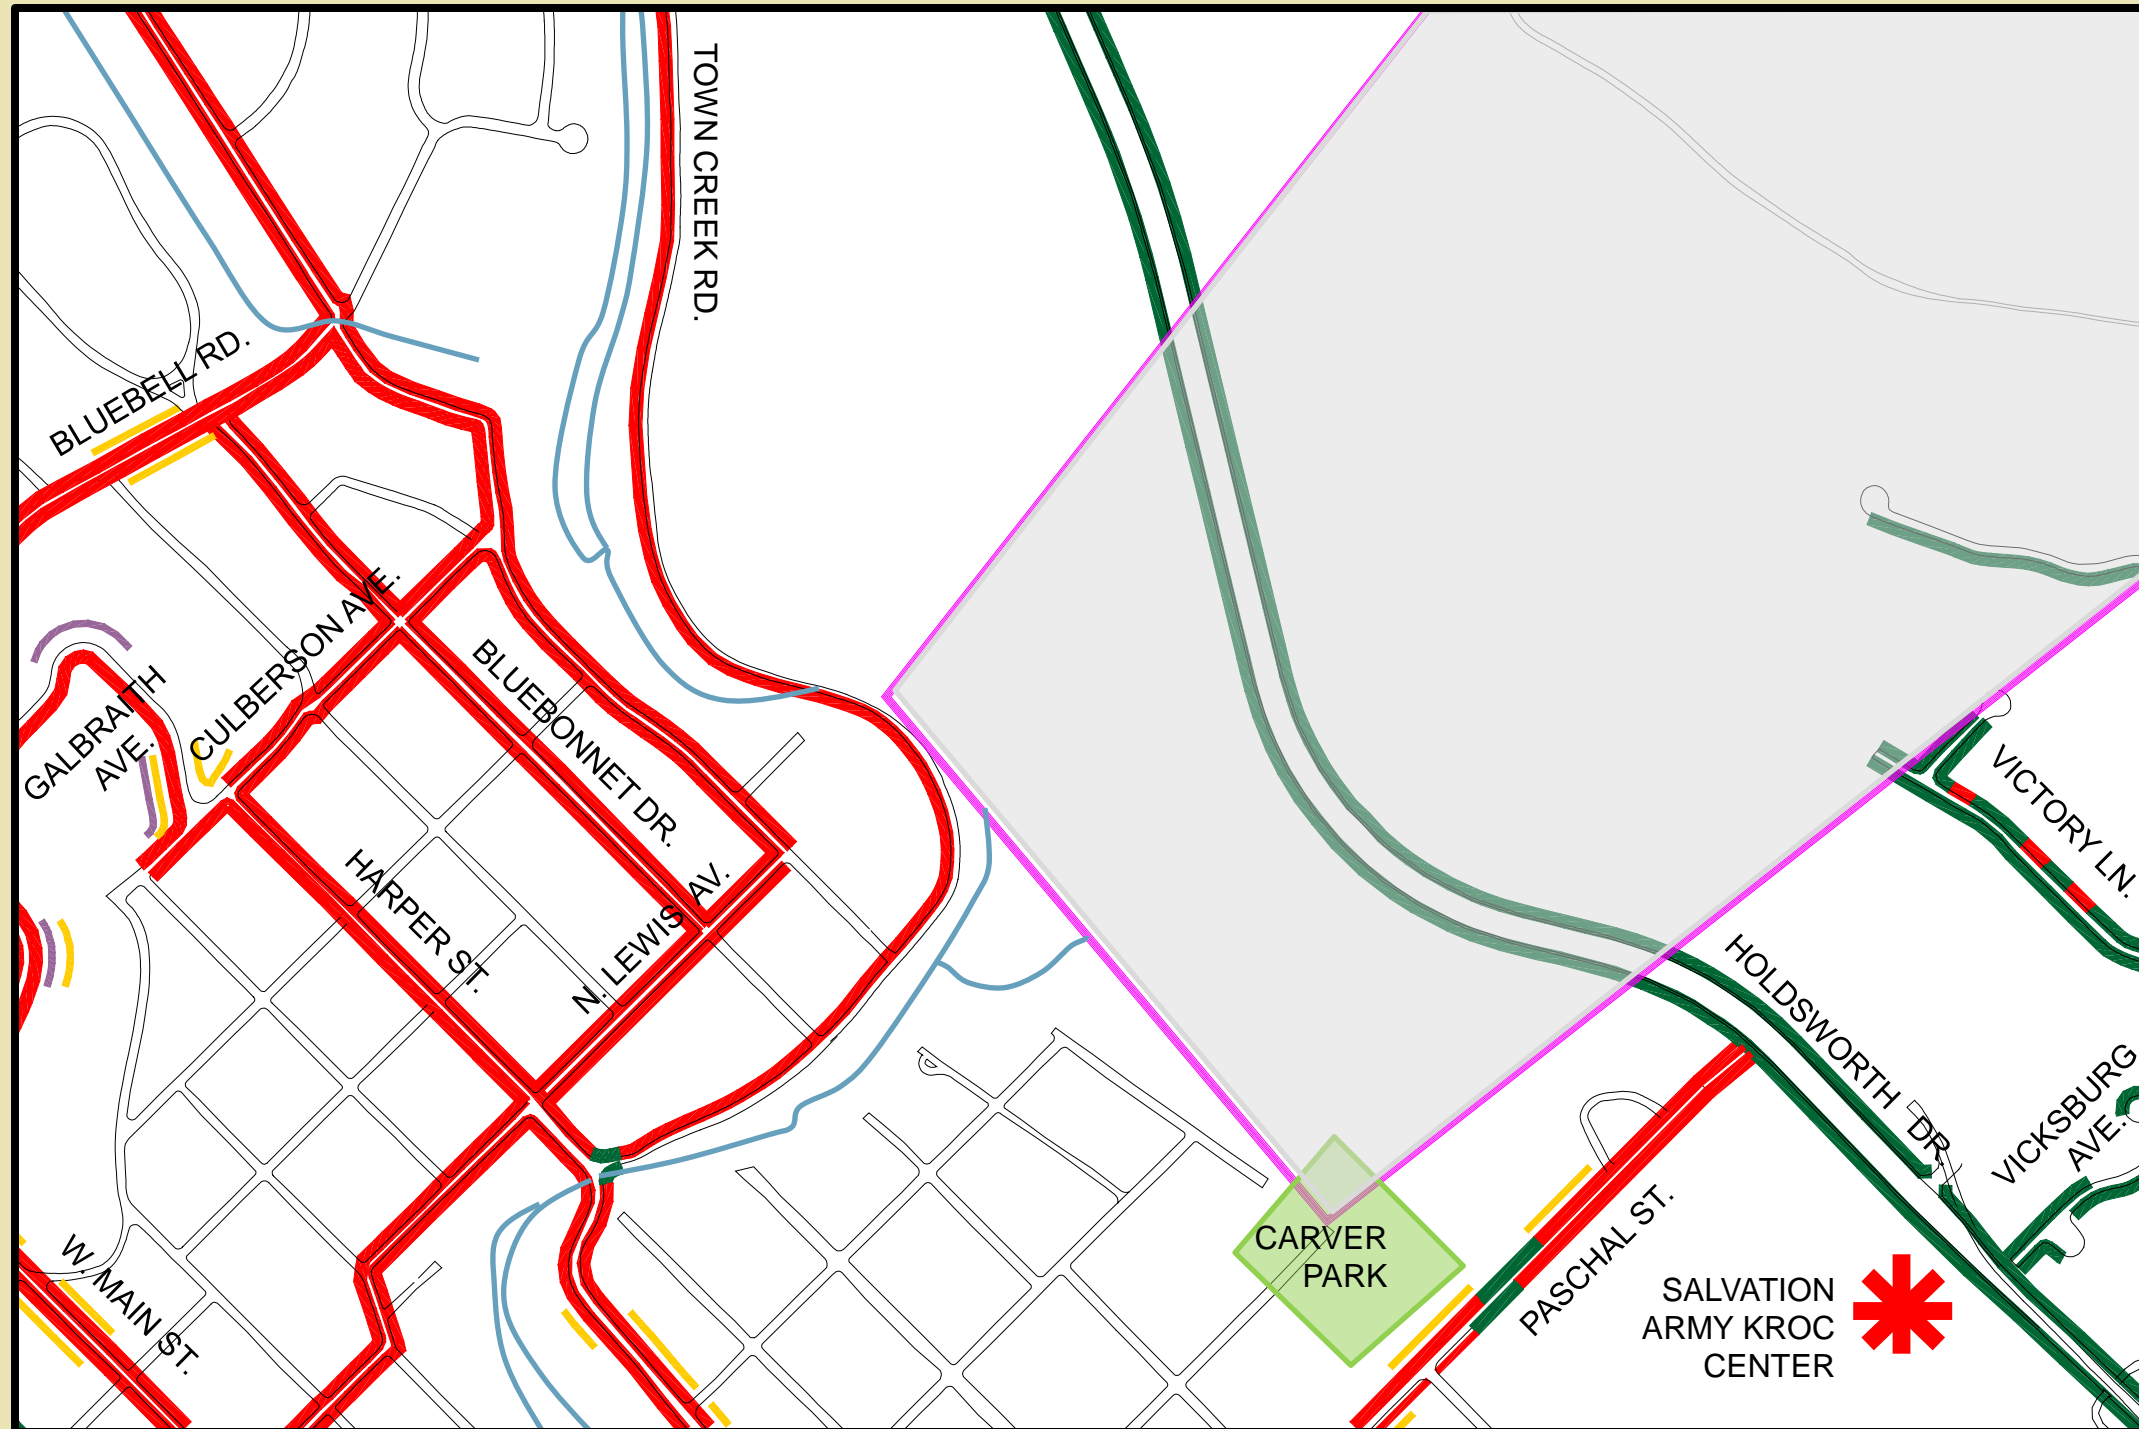 TOWN CREEK RD.
BLUEBELL RD.
CULBERSON AVE.
GALBRAITH
AVE.
BLUEBONNET DR.
HARPER ST.
N. LEWIS AV.
W. MAIN ST.
VICTORY LN.
HOLDSWORTH DR.
VICKSBURG
AVE.
PASCHAL ST.
CARVER
PARK
SALVATION
ARMY KROC
CENTER